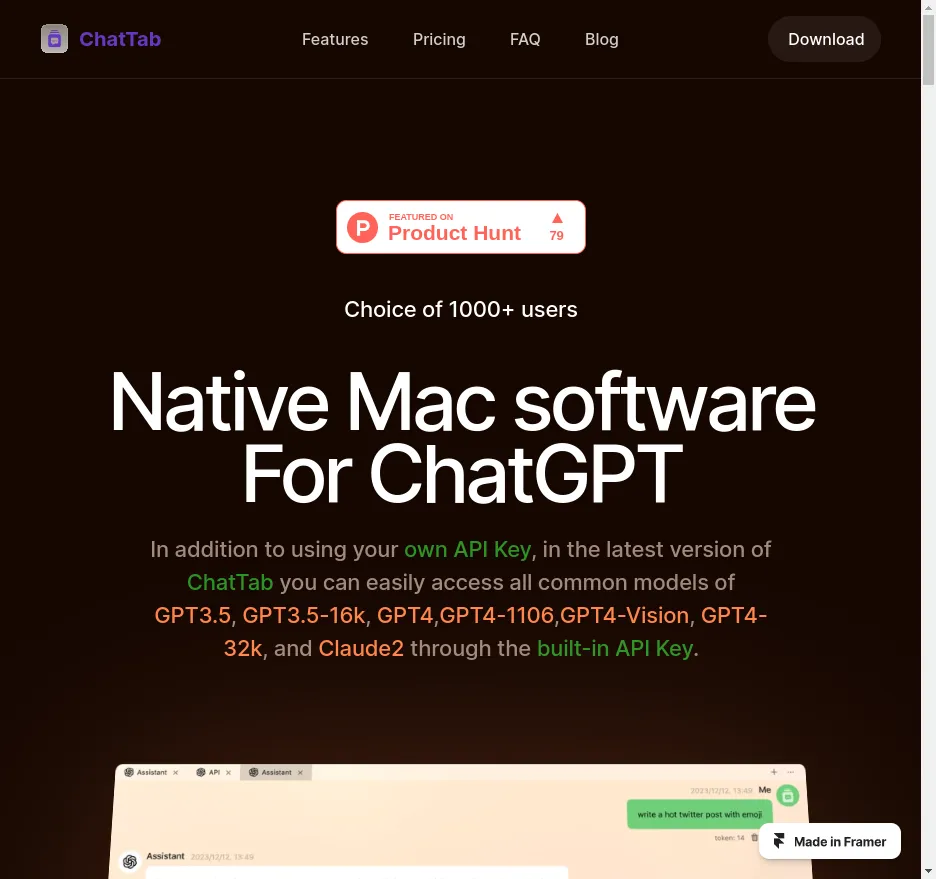 ChatTab
Features
Pricing
FAQ
Blog
Download
FEATURED ON
Product Hunt
79
Choice of 1000+ users
Native Mac software
For ChatGPT
In addition to using your own API Key, in the latest version of
ChatTab you can easily access all common models of
GPT3.5, GPT3.5-16k, GPT4,GPT4-1106,GPT4-Vision, GPT4-
32k, and Claude2 through the built-in API Key.
Assistant
API
Assistant
2023/12/12, 13:49 Me
write a hot twitter post with emoji
token: 14
Assistant 2023/12/12, 13:49
Made in Framer